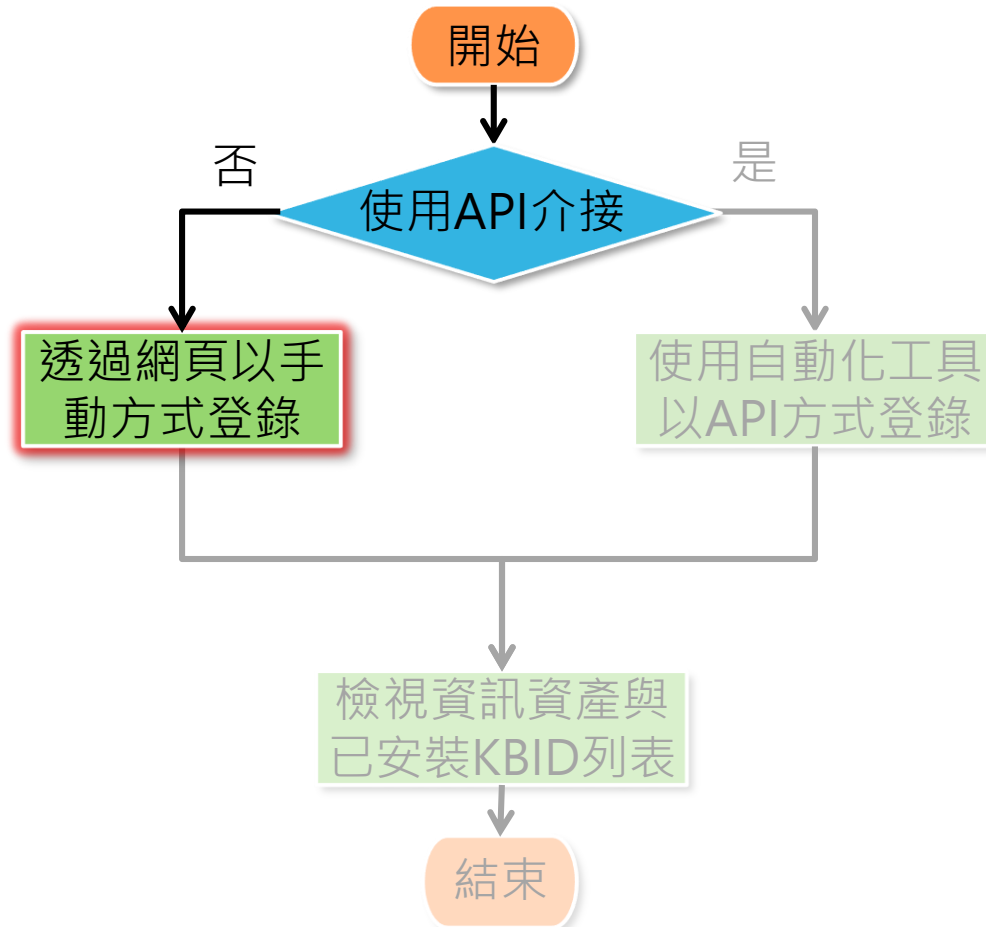 開始
否
是
使用API介接
透過網頁以手
動方式登錄
使用自動化工具
以API方式登錄
檢視資訊資產與
已安裝KBID列表
結束